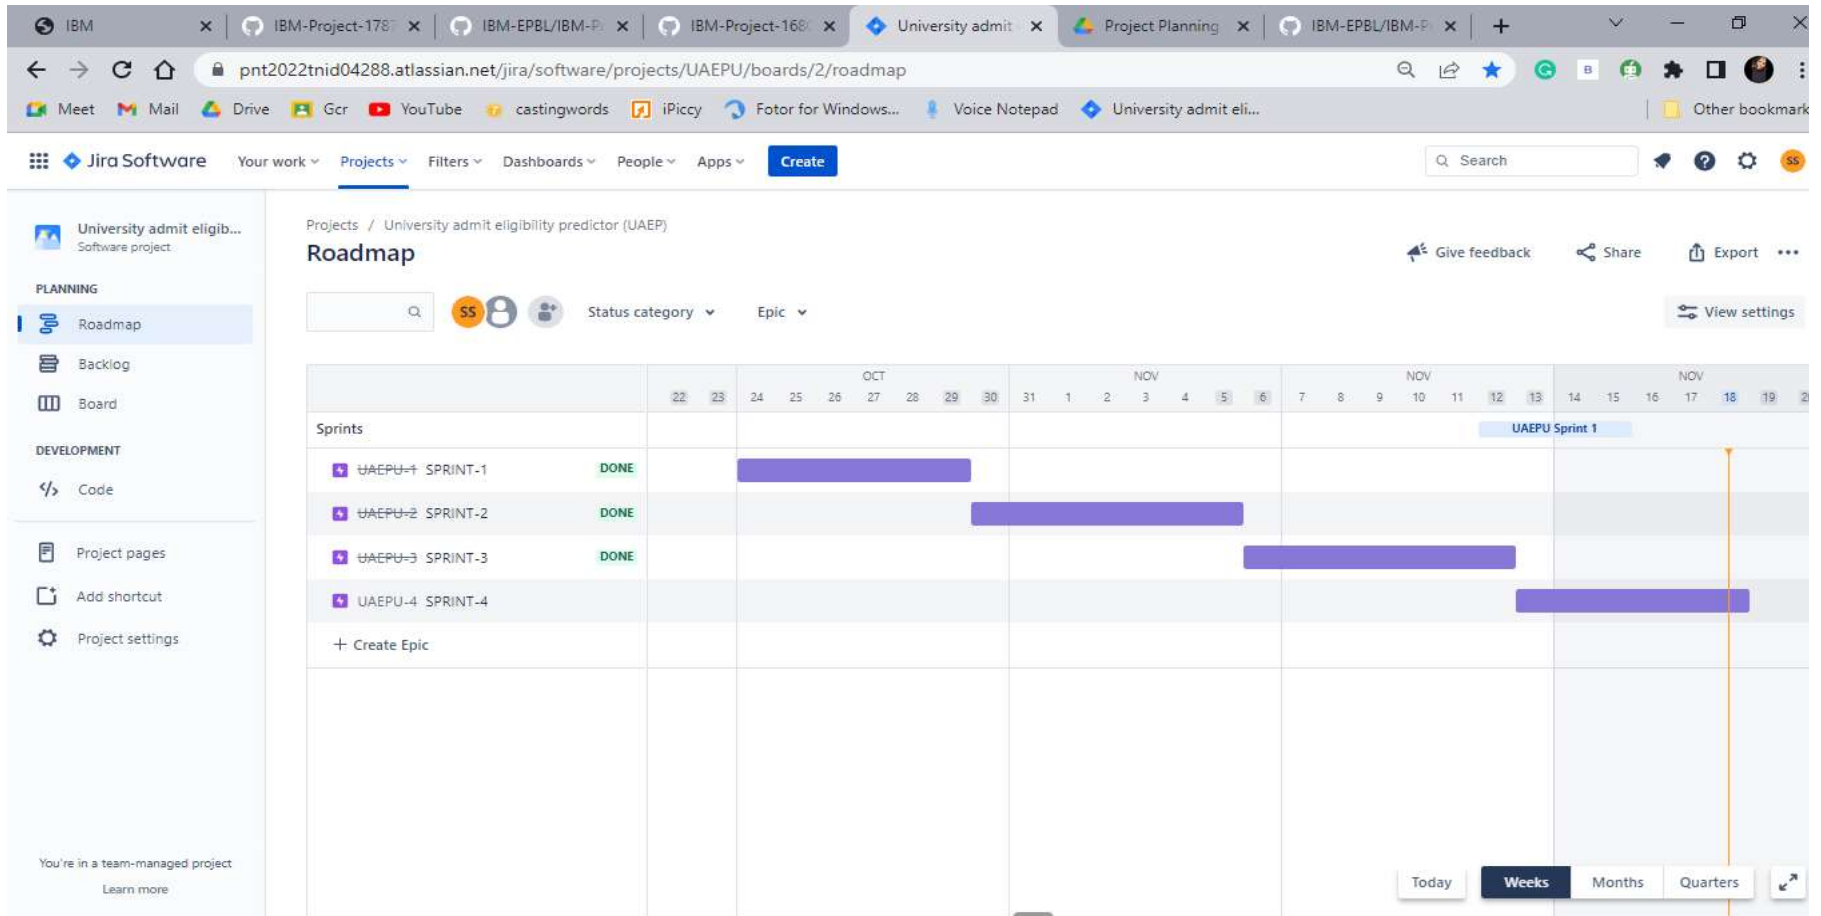 IBM
IBM-Project-178
IBM-EPBL/IBM-P
IBM-Project-168
University admit
Project Planning
IBM-EPBL/IBM-P
pnt2022tnid04288.atlassian.net/jira/software/projects/UAEPU/boards/2/roadmap
Meet Mail Drive Gcr YouTube castingwords iPiccy Fotor for Windows... Voice Notepad University admit eli... Other bookmark
Jira Software Your work Projects Filters Dashboards People Apps Create Search SS
University admit eligib...
Software project
PLANNING
Roadmap
Backlog
Board
DEVELOPMENT
Code
Project pages
Add shortcut
Project settings
You're in a team-managed project
Learn more
Projects / University admit eligibility predictor (UAEP)
Roadmap
Give feedback Share Export
SS Status category Epic View settings
OCT NOV NOV NOV
22 23 24 25 26 27 28 29 30 31 1 2 3 4 5 6 7 8 9 10 11 12 13 14 15 16 17 18 19
Sprints UAEPU Sprint 1
UAEPU-1 SPRINT-1 DONE
UAEPU-2 SPRINT-2 DONE
UAEPU-3 SPRINT-3 DONE
UAEPU-4 SPRINT-4
+ Create Epic
Today Weeks Months Quarters